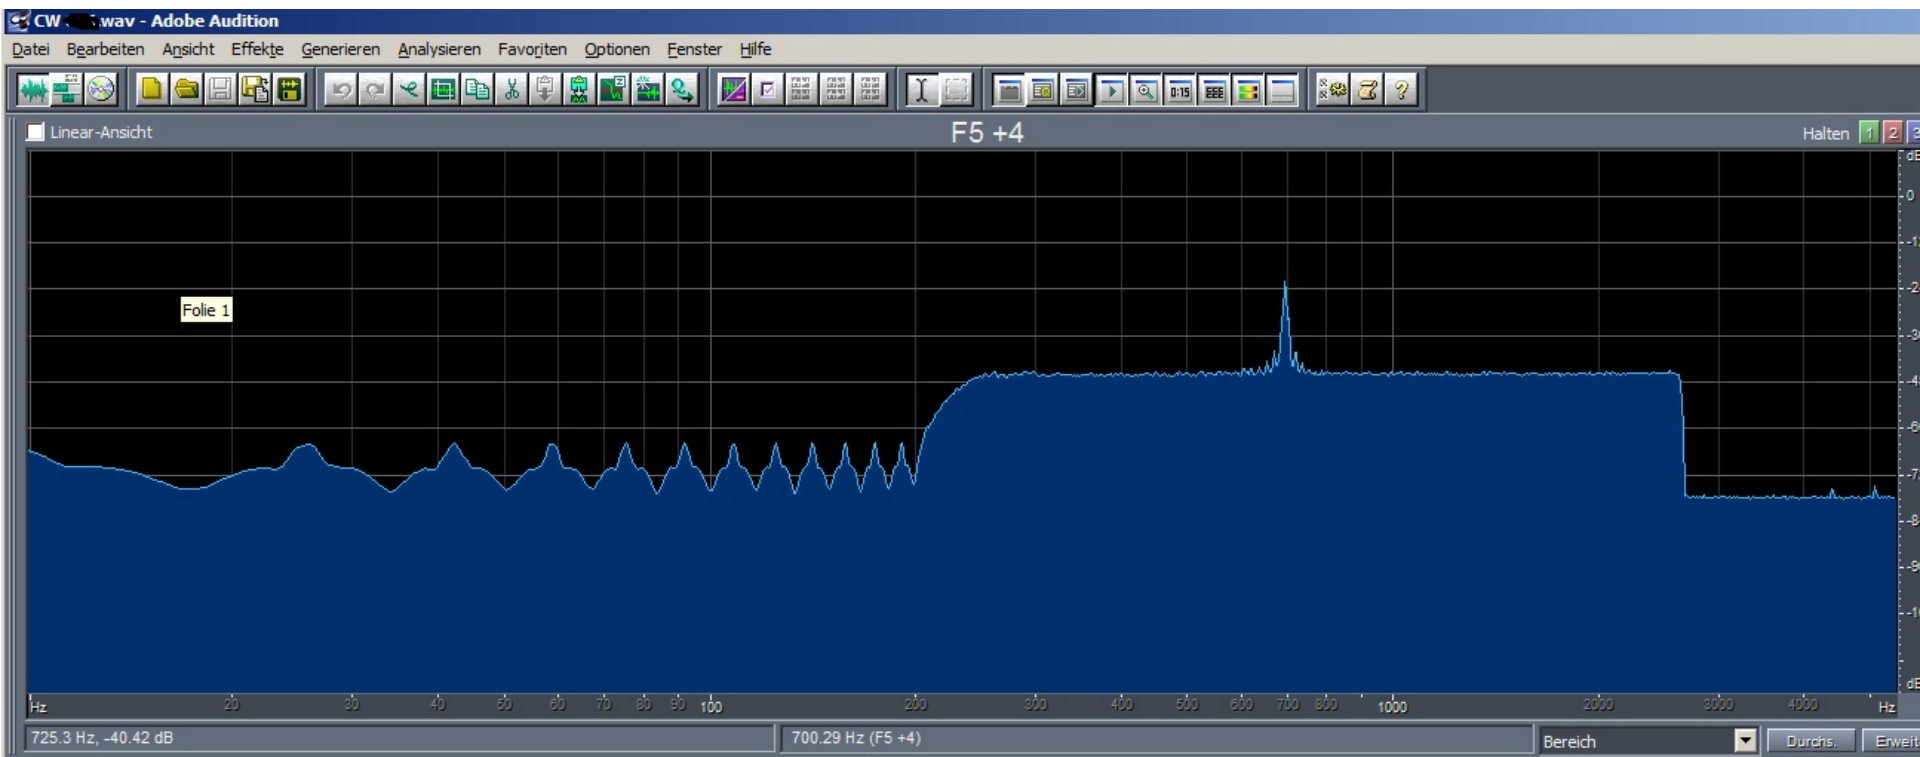 CW .wav - Adobe Audition
Datei Bearbeiten Ansicht Effekte Generieren Analysieren Favoriten Optionen Fenster Hilfe
Linear-Ansicht F5 +4 Halten 1 2 3
Folie 1
0
Hz 20 30 40 50 60 70 80 90 100 200 300 400 500 600 700 800 1000 2000 3000 4000 Hz
725.3 Hz, -40.42 dB 700.29 Hz (F5 +4) Bereich Durchs.